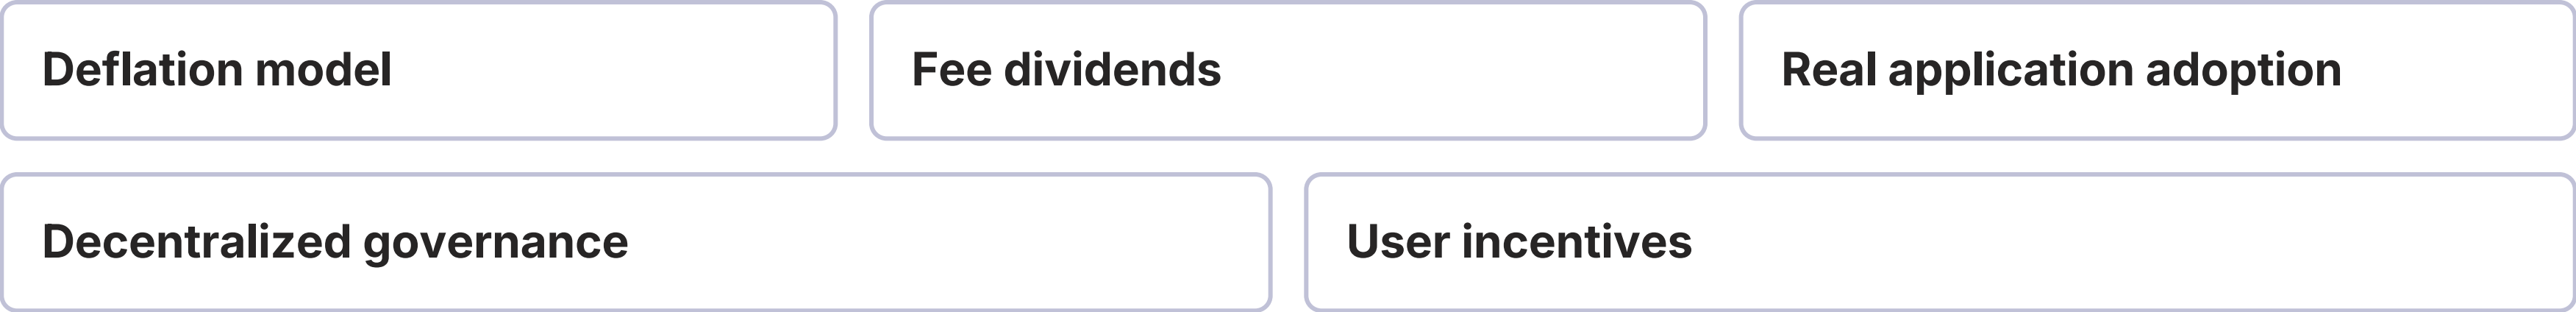 Deflation model
Fee dividends
Real application adoption
Decentralized governance
User incentives